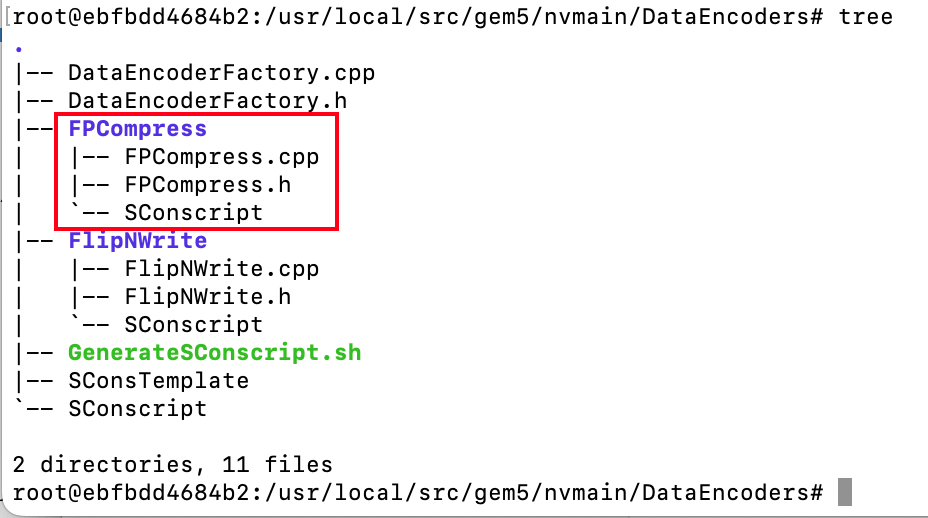 [root@ebfbdd4684b2:/usr/local/src/gem5/nvmain/DataEncoders# tree
.
|-- DataEncoderFactory.cpp
|-- DataEncoderFactory.h
|-- FPCompress
|   |-- FPCompress.cpp
|   |-- FPCompress.h
|   `-- SConscript
|-- FlipNWrite
|   |-- FlipNWrite.cpp
|   |-- FlipNWrite.h
|   `-- SConscript
|-- GenerateSConscript.sh
|-- SConsTemplate
`-- SConscript
2 directories, 11 files
root@ebfbdd4684b2:/usr/local/src/gem5/nvmain/DataEncoders#